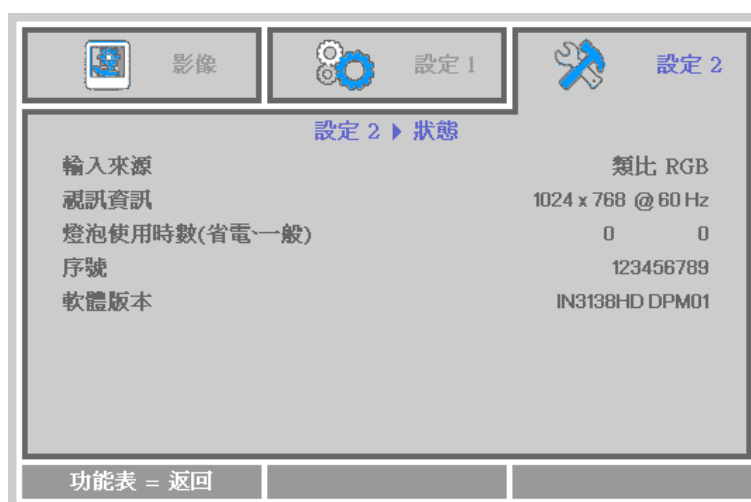 影像 設定 1 設定 2
設定 2 ▶ 狀態
輸入來源 類比 RGB
視訊資訊 1024 x 768 @ 60 Hz
燈泡使用時數(省電、一般) 0 0
序號 123456789
軟體版本 IN3138HD DPM01
功能表 = 返回